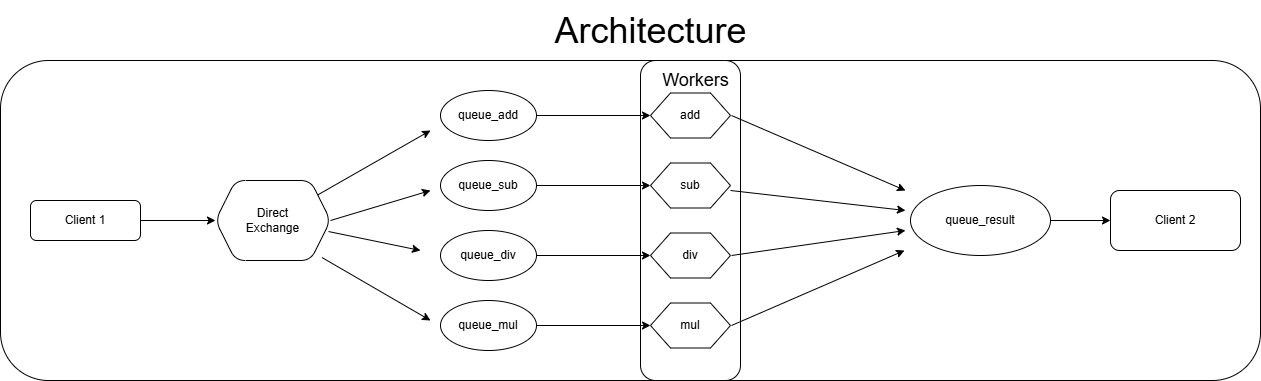 Architecture
Workers
queue_add
add
queue_sub
sub
Client 1
Direct
Exchange
queue_result
Client 2
queue_div
div
queue_mul
mul